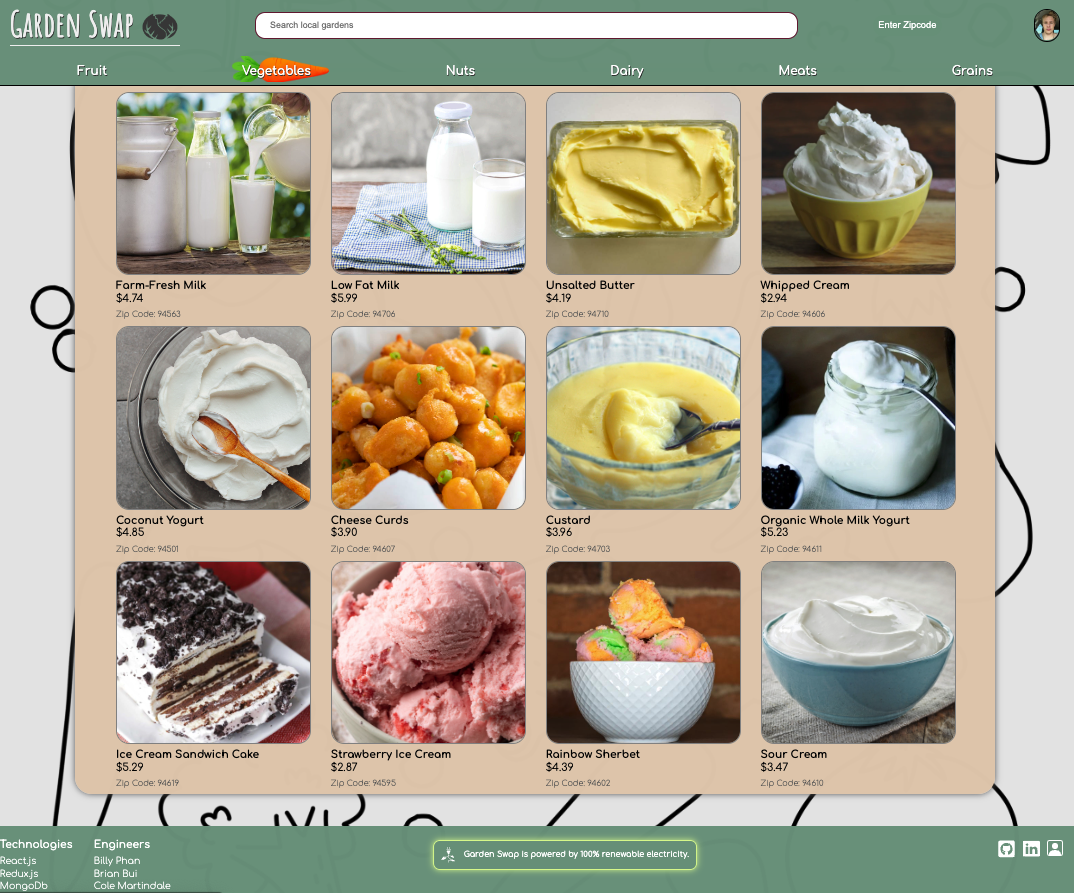 Garden Swap
Search local gardens
Enter Zipcode
Fruit
Vegetables
Nuts
Dairy
Meats
Grains
Farm-Fresh Milk
$4.74
Zip Code: 94563
Low Fat Milk
$5.99
Zip Code: 94706
Unsalted Butter
$4.19
Zip Code: 94710
Whipped Cream
$2.94
Zip Code: 94606
Coconut Yogurt
$4.85
Zip Code: 94501
Cheese Curds
$3.90
Zip Code: 94607
Custard
$3.96
Zip Code: 94703
Organic Whole Milk Yogurt
$5.23
Zip Code: 94611
Ice Cream Sandwich Cake
$5.29
Zip Code: 94619
Strawberry Ice Cream
$2.87
Zip Code: 94595
Rainbow Sherbet
$4.39
Zip Code: 94602
Sour Cream
$3.47
Zip Code: 94610
Technologies
React.js
Redux.js
MongoDb
Engineers
Billy Phan
Brian Bui
Cole Martindale
Garden Swap is powered by 100% renewable electricity.
in